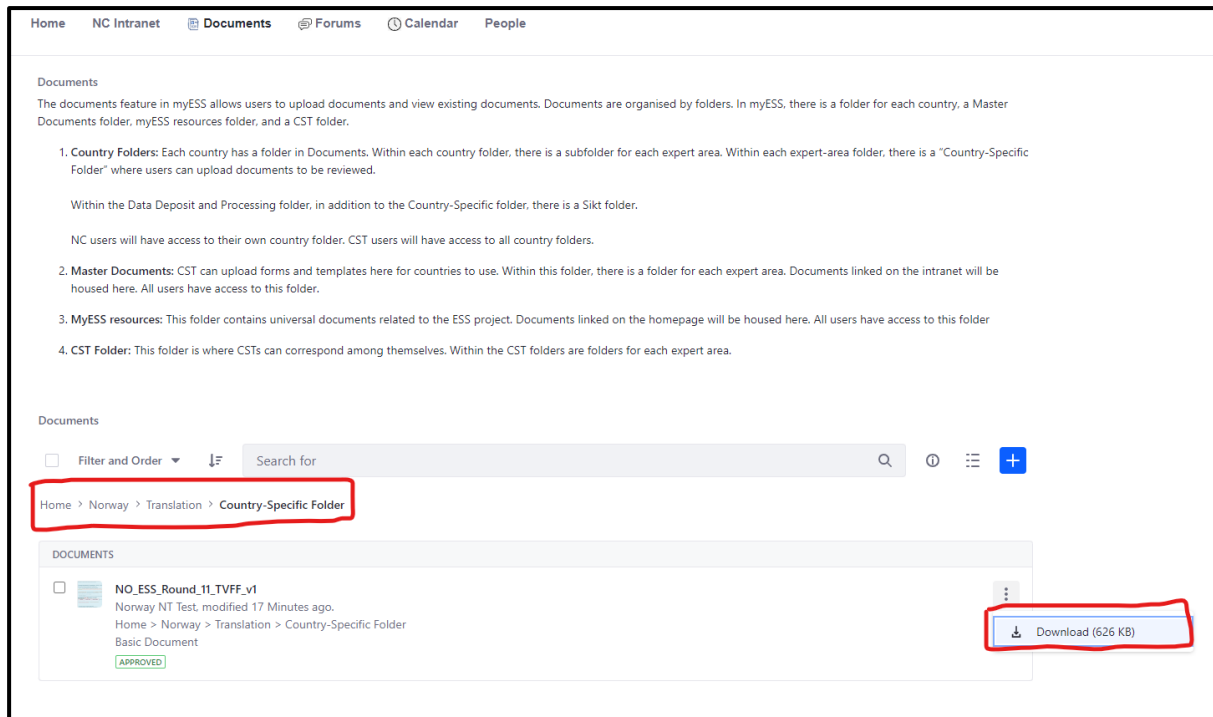 Home NC Intranet Documents Forums Calendar People
Documents
The documents feature in myESS allows users to upload documents and view existing documents. Documents are organised by folders. In myESS, there is a folder for each country, a Master
Documents folder, myESS resources folder, and a CST folder.
1. Country Folders: Each country has a folder in Documents. Within each country folder, there is a subfolder for each expert area. Within each expert-area folder, there is a “Country-Specific
Folder” where users can upload documents to be reviewed.
Within the Data Deposit and Processing folder, in addition to the Country-Specific folder, there is a Sikt folder.
NC users will have access to their own country folder. CST users will have access to all country folders.
2. Master Documents: CST can upload forms and templates here for countries to use. Within this folder, there is a folder for each expert area. Documents linked on the intranet will be
housed here. All users have access to this folder.
3. MyESS resources: This folder contains universal documents related to the ESS project. Documents linked on the homepage will be housed here. All users have access to this folder
4. CST Folder: This folder is where CSTs can correspond among themselves. Within the CST folders are folders for each expert area.
Documents
Filter and Order Search for
Home > Norway > Translation > Country-Specific Folder
DOCUMENTS
NO_ESS_Round_11_TVFF_v1
Norway NT Test, modified 17 Minutes ago.
Home > Norway > Translation > Country-Specific Folder
Download (626 KB)
Basic Document
APPROVED